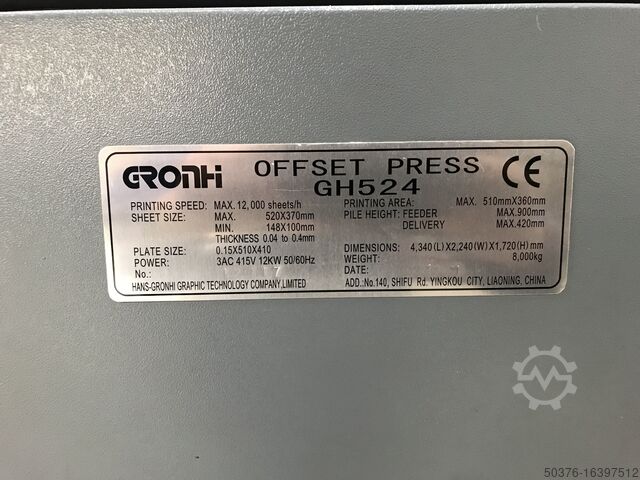 GRONHI OFFSET PRESS CE
GH524
PRINTING SPEED: MAX. 12,000 sheets/h
SHEET SIZE: MAX. 520X370mm
MIN. 148X100mm
THICKNESS 0.04 to 0.4mm
PLATE SIZE: 0.15X510X410
POWER: 3AC 415V 12KW 50/60Hz
No.:
HANS-GRONHI GRAPHIC TECHNOLOGY COMPANY,LIMITED
PRINTING AREA: MAX. 510mmX360mm
PILE HEIGHT: FEEDER MAX.900mm
DELIVERY MAX.420mm
DIMENSIONS: 4,340(L)X2,240(W)X1,720(H) mm
WEIGHT: 8,000kg
DATE:
ADD.:No.140, SHIFU Rd. YINGKOU CITY, LIAONING, CHINA
50376-16397512